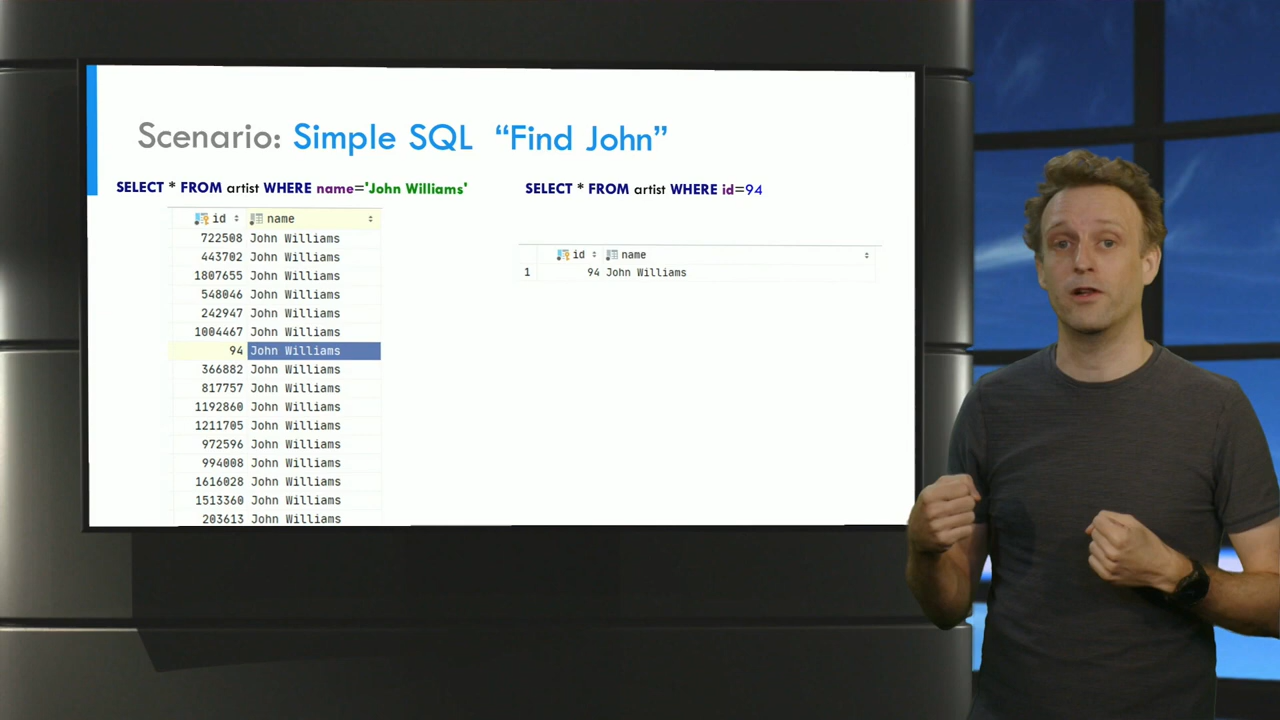 Scenario: Simple SQL “Find John”
SELECT * FROM artist WHERE name='John Williams'
id name
722508 John Williams
443702 John Williams
1807655 John Williams
548046 John Williams
242947 John Williams
1004467 John Williams
94 John Williams
366882 John Williams
817757 John Williams
1192860 John Williams
1211705 John Williams
972596 John Williams
994008 John Williams
1616028 John Williams
1513360 John Williams
203613 John Williams
SELECT * FROM artist WHERE id=94
id name
1 94 John Williams